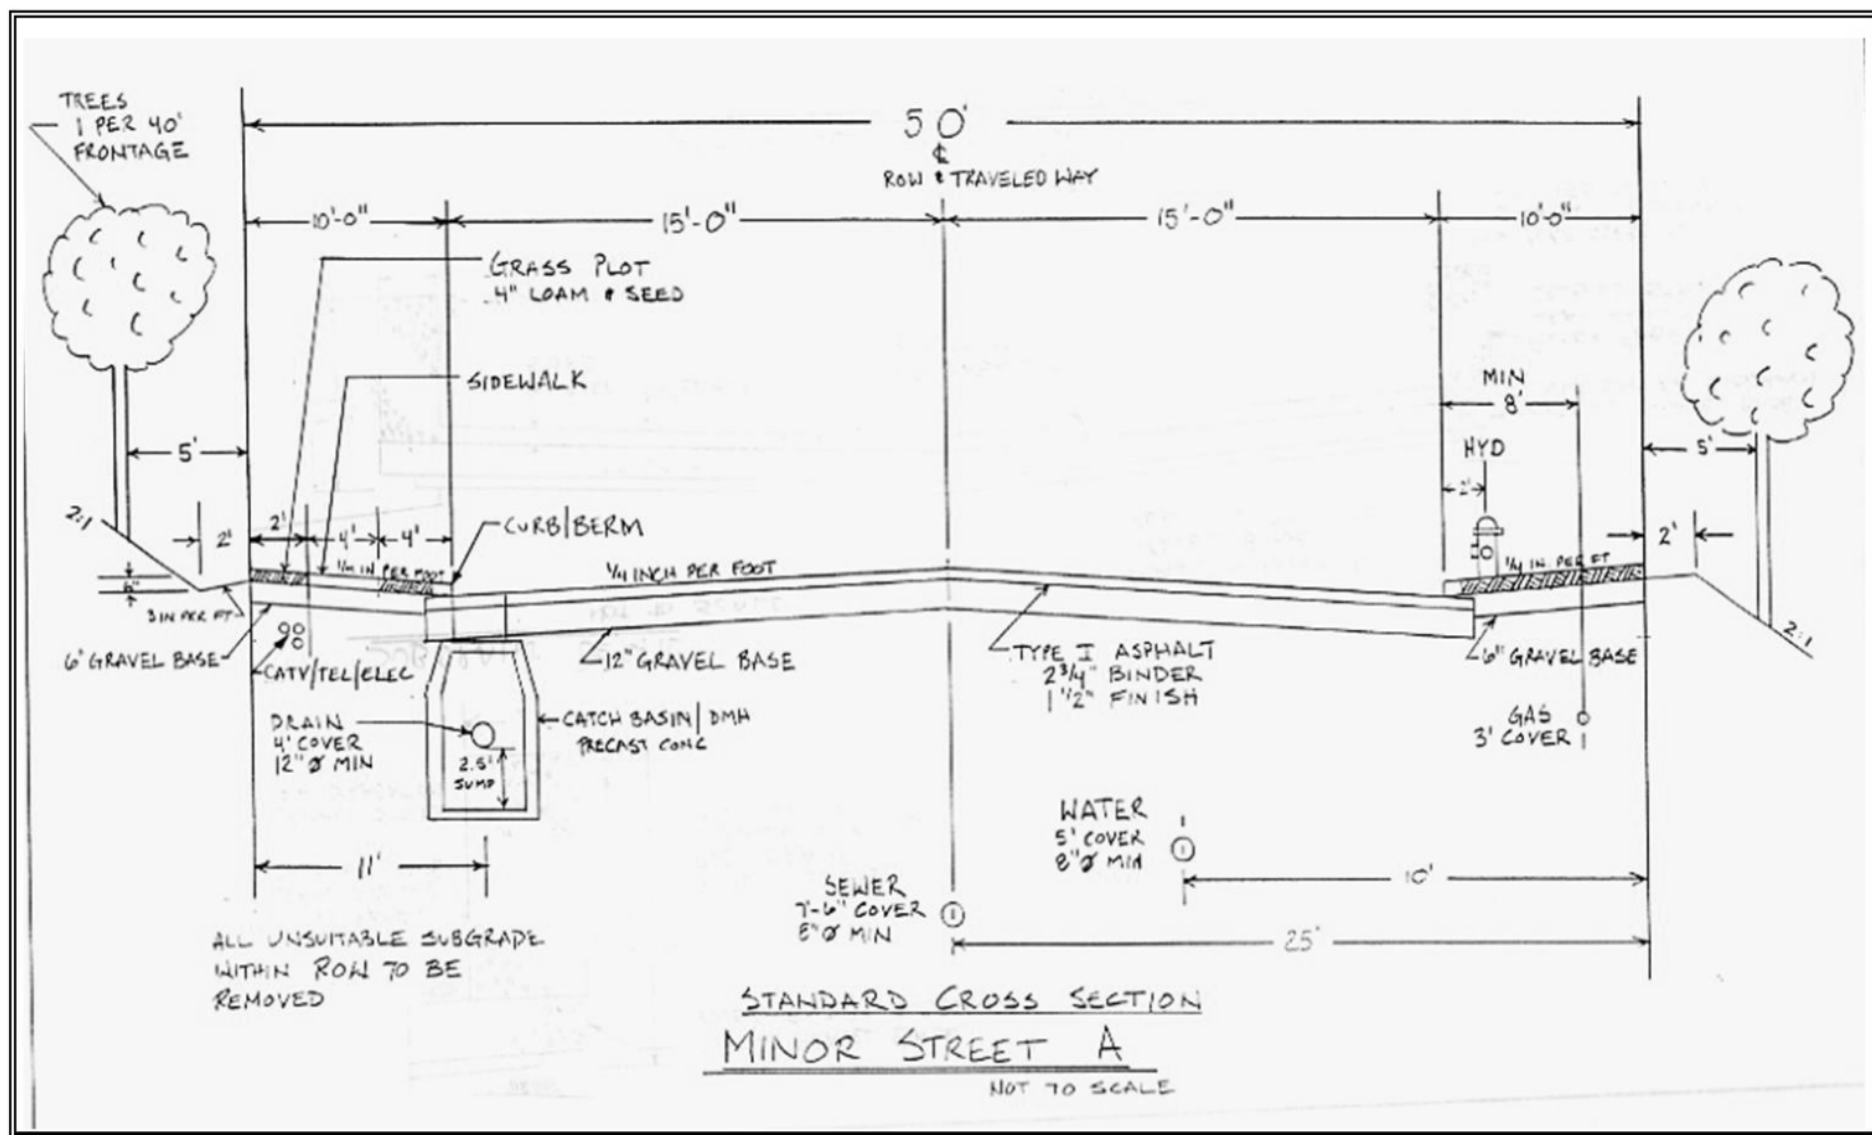 TREES
1 PER 40'
FRONTAGE
50'
℄
ROW & TRAVELED WAY
10'-0"
15'-0"
15'-0"
10'-0"
GRASS PLOT
4" LOAM & SEED
SIDEWALK
MIN
8'
HYD
2'
5'
5'
2:1
2'
2'
4'
4'
CURB/BERM
2'
6"
1/4 IN PER FOOT
1/4 INCH PER FOOT
1/4 IN. PER FT
3 IN PER FT
2:1
6" GRAVEL BASE
CATV/TEL/ELEC
12" GRAVEL BASE
TYPE I ASPHALT
2 3/4" BINDER
1 1/2" FINISH
6" GRAVEL BASE
DRAIN
4' COVER
12" Ø MIN
2.5'
SUMP
CATCH BASIN/DMH
PRECAST CONC
GAS
3' COVER
WATER
5' COVER
8" Ø MIN
11'
10'
SEWER
7'-6" COVER
8" Ø MIN
25'
ALL UNSUITABLE SUBGRADE
WITHIN ROW TO BE
REMOVED
STANDARD CROSS SECTION
MINOR STREET A
NOT TO SCALE